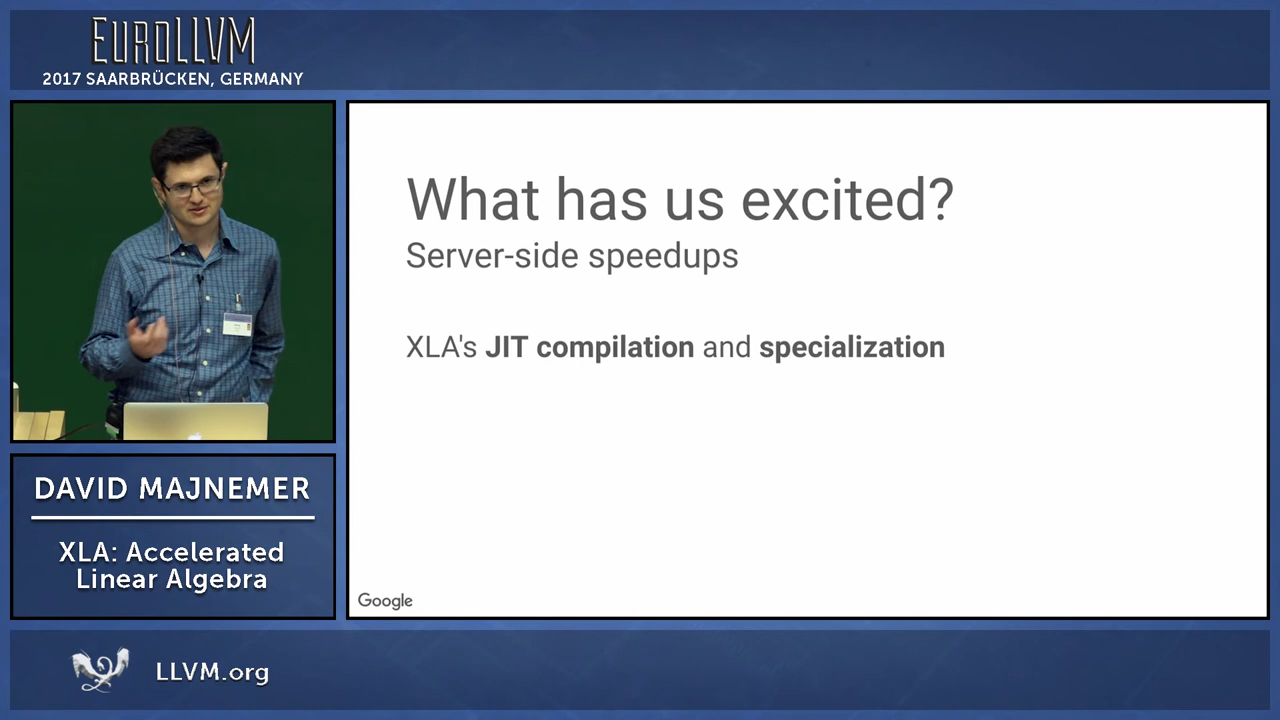 EUROLLVM
2017 SAARBRÜCKEN, GERMANY
What has us excited?
Server-side speedups
XLA's JIT compilation and specialization
Google
DAVID MAJNEMER
XLA: Accelerated
Linear Algebra
LLVM.org